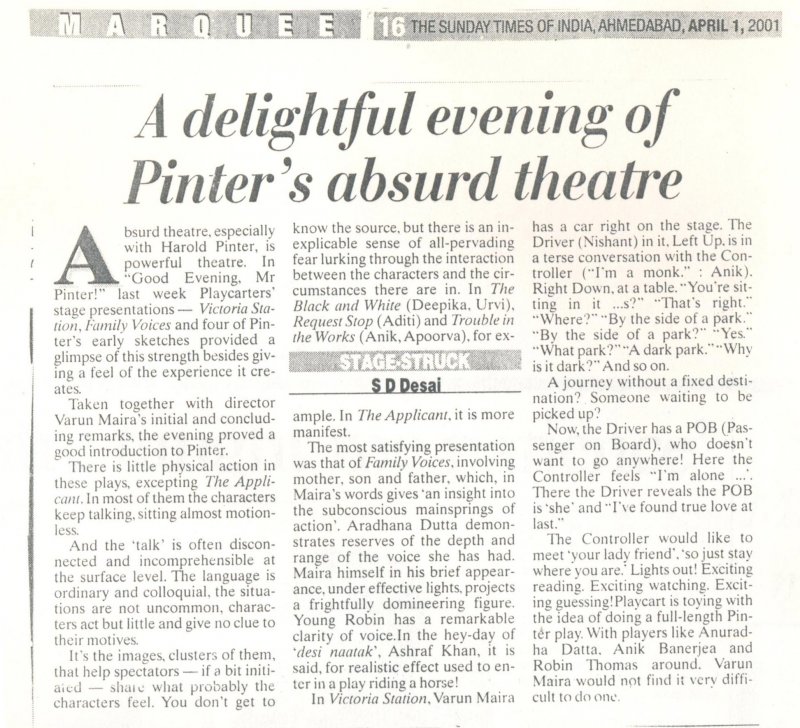 MARQUEE
16 THE SUNDAY TIMES OF INDIA, AHMEDABAD, APRIL 1, 2001
A delightful evening of
Pinter's absurd theatre
Absurd theatre, especially
with Harold Pinter, is
powerful theatre. In
"Good Evening, Mr
Pinter!" last week Playcarters'
stage presentations — Victoria Sta-
tion, Family Voices and four of Pin-
ter's early sketches provided a
glimpse of this strength besides giv-
ing a feel of the experience it cre-
ates.
Taken together with director
Varun Maira's initial and conclud-
ing remarks, the evening proved a
good introduction to Pinter.
There is little physical action in
these plays, excepting The Appli-
cant. In most of them the characters
keep talking, sitting almost motion-
less.
And the 'talk' is often discon-
nected and incomprehensible at
the surface level. The language is
ordinary and colloquial, the situa-
tions are not uncommon, charac-
ters act but little and give no clue to
their motives.
It's the images, clusters of them,
that help spectators — if a bit initi-
ated — share what probably the
characters feel. You don't get to
know the source, but there is an in-
explicable sense of all-pervading
fear lurking through the interaction
between the characters and the cir-
cumstances there are in. In The
Black and White (Deepika, Urvi),
Request Stop (Aditi) and Trouble in
the Works (Anik, Apoorva), for ex-
STAGE-STRUCK
S D Desai
ample. In The Applicant, it is more
manifest.
The most satisfying presentation
was that of Family Voices, involving
mother, son and father, which, in
Maira's words gives 'an insight into
the subconscious mainsprings of
action'. Aradhana Dutta demon-
strates reserves of the depth and
range of the voice she has had.
Maira himself in his brief appear-
ance, under effective lights, projects
a frightfully domineering figure.
Young Robin has a remarkable
clarity of voice.In the hey-day of
'desi naatak', Ashraf Khan, it is
said, for realistic effect used to en-
ter in a play riding a horse!
In Victoria Station, Varun Maira
has a car right on the stage. The
Driver (Nishant) in it, Left Up, is in
a terse conversation with the Con-
troller ("I'm a monk." : Anik).
Right Down, at a table. "You're sit-
ting in it ...s?" "That's right."
"Where?" "By the side of a park."
"By the side of a park?" "Yes."
"What park?" "A dark park." "Why
is it dark?" And so on.
A journey without a fixed desti-
nation? Someone waiting to be
picked up?
Now, the Driver has a POB (Pas-
senger on Board), who doesn't
want to go anywhere! Here the
Controller feels "I'm alone ...'.
There the Driver reveals the POB
is 'she' and "I've found true love at
last."
The Controller would like to
meet 'your lady friend', 'so just stay
where you are.' Lights out! Exciting
reading. Exciting watching. Excit-
ing guessing!Playcart is toying with
the idea of doing a full-length Pin-
ter play. With players like Anurad-
ha Datta, Anik Banerjea and
Robin Thomas around, Varun
Maira would not find it very diffi-
cult to do one.